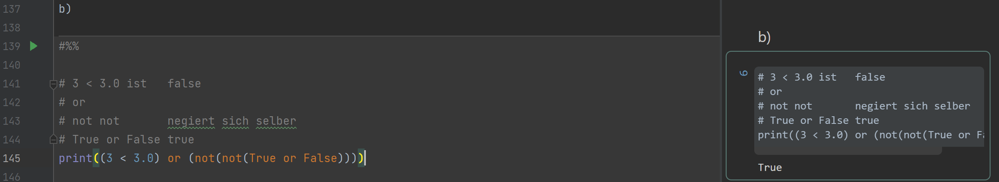 137 b)
138
139 #%%
140
141 # 3 < 3.0 ist   false
142 # or
143 # not not       negiert sich selber
144 # True or False true
145 print((3 < 3.0) or (not(not(True or False))))
146
b)
6
# 3 < 3.0 ist   false
# or
# not not       negiert sich selber
# True or False true
print((3 < 3.0) or (not(not(True or Fa
True